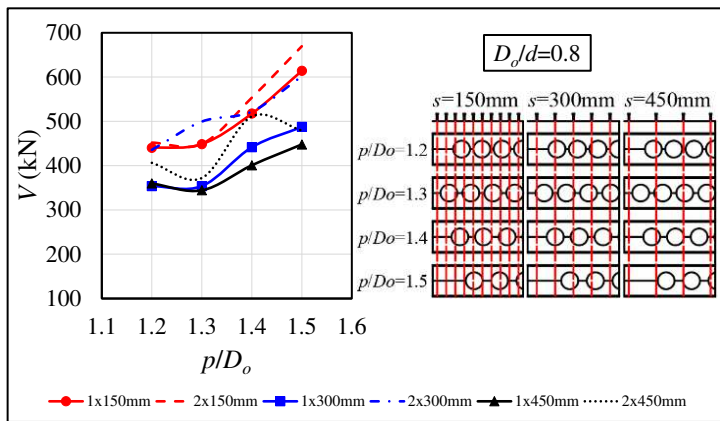 700
600
500
400
300
200
100
V (kN)
1.1 1.2 1.3 1.4 1.5 1.6
p/Do
Do/d=0.8
s=150mm s=300mm s=450mm
p/Do=1.2
p/Do=1.3
p/Do=1.4
p/Do=1.5
1x150mm 2x150mm 1x300mm 2x300mm 1x450mm 2x450mm